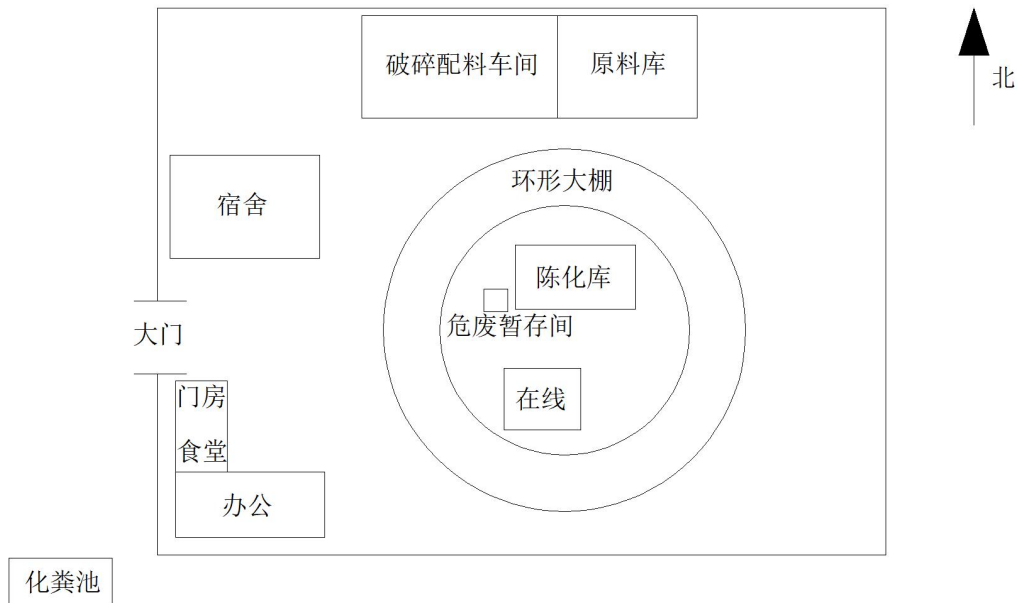 破碎配料车间
原料库
北
环形大棚
宿舍
陈化库
危废暂存间
大门
门房
在线
食堂
办公
化粪池